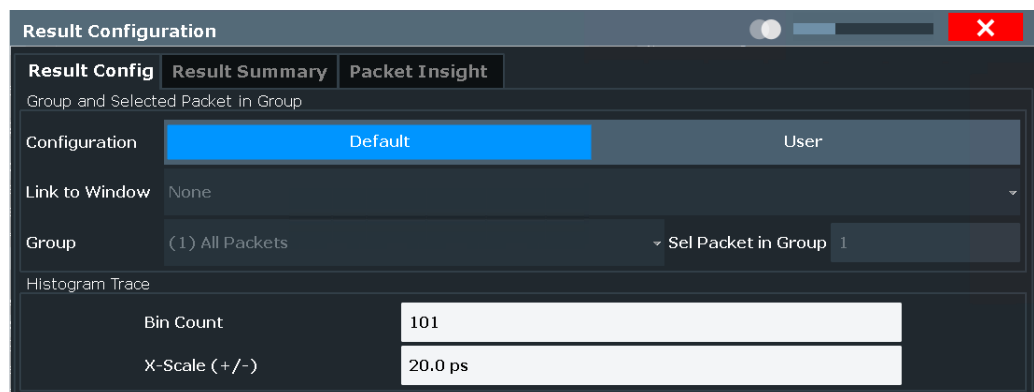 Result Configuration
Result Config Result Summary Packet Insight
Group and Selected Packet in Group
Configuration Default User
Link to Window None
Group (1) All Packets Sel Packet in Group 1
Histogram Trace
Bin Count 101
X-Scale (+/-) 20.0 ps